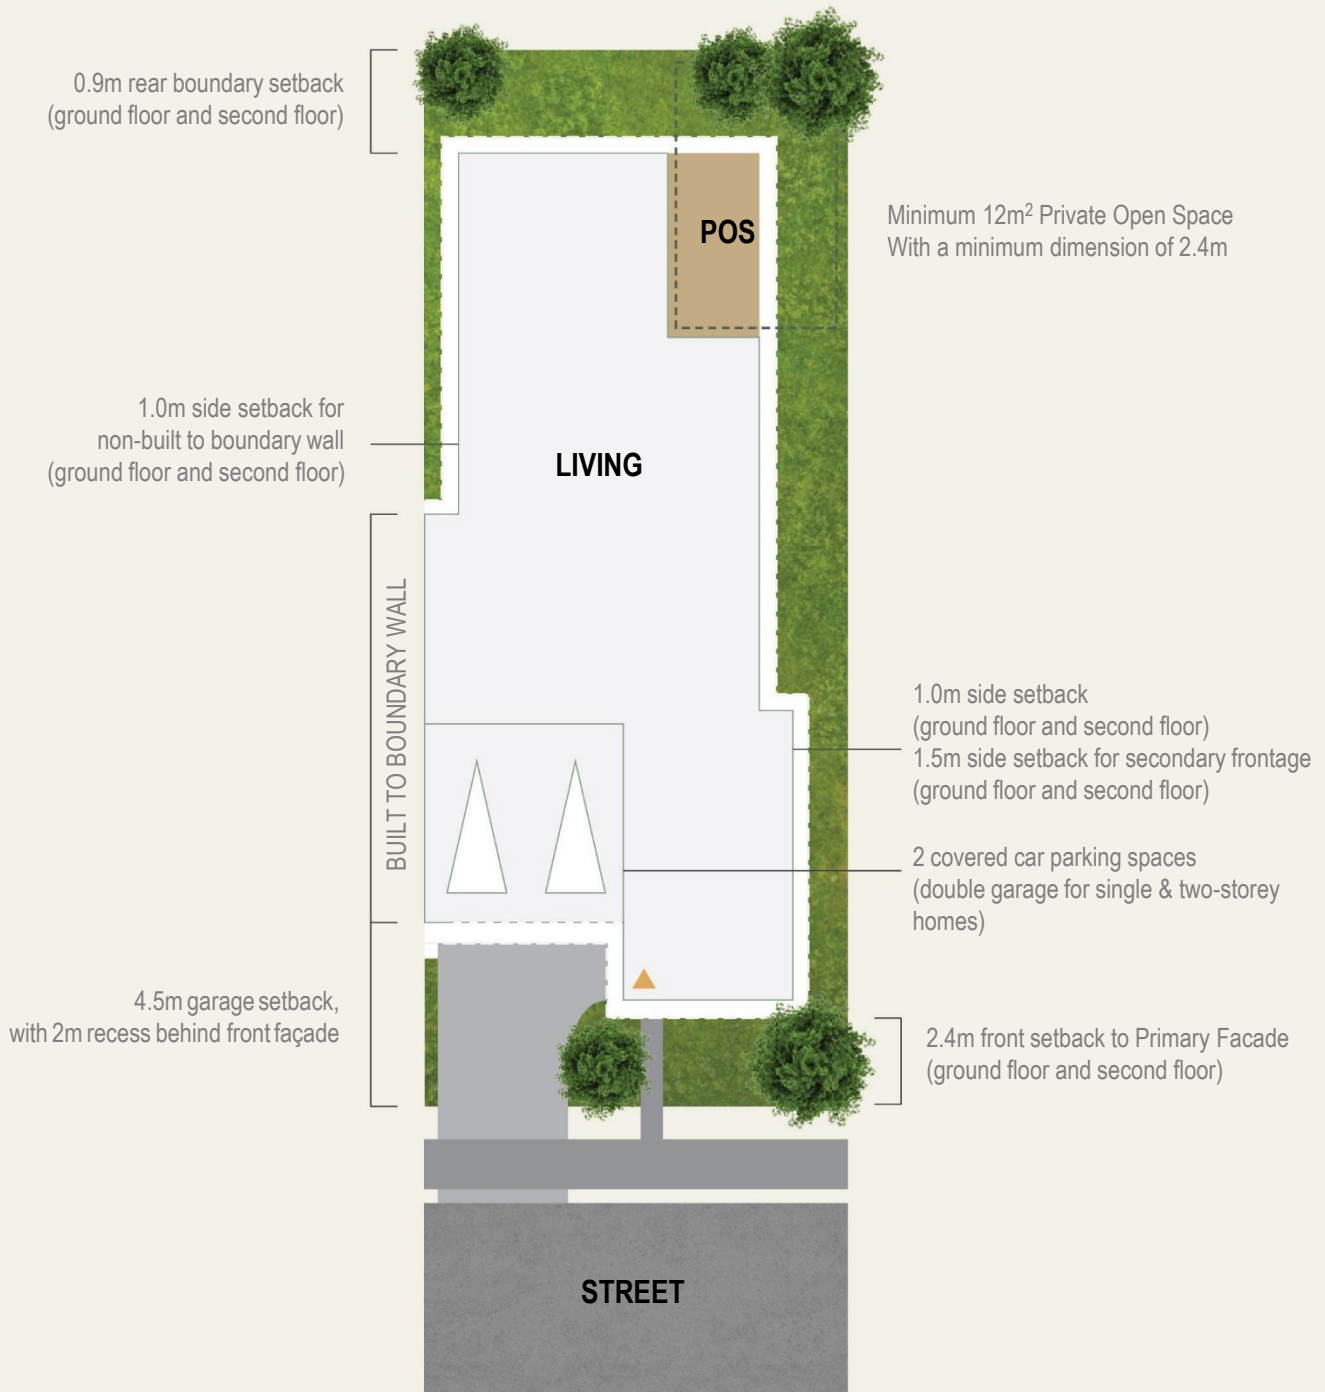 0.9m rear boundary setback
(ground floor and second floor)
POS
Minimum 12m² Private Open Space
With a minimum dimension of 2.4m
1.0m side setback for
non-built to boundary wall
(ground floor and second floor)
LIVING
BUILT TO BOUNDARY WALL
1.0m side setback
(ground floor and second floor)
1.5m side setback for secondary frontage
(ground floor and second floor)
2 covered car parking spaces
(double garage for single & two-storey
homes)
4.5m garage setback,
with 2m recess behind front façade
2.4m front setback to Primary Facade
(ground floor and second floor)
STREET